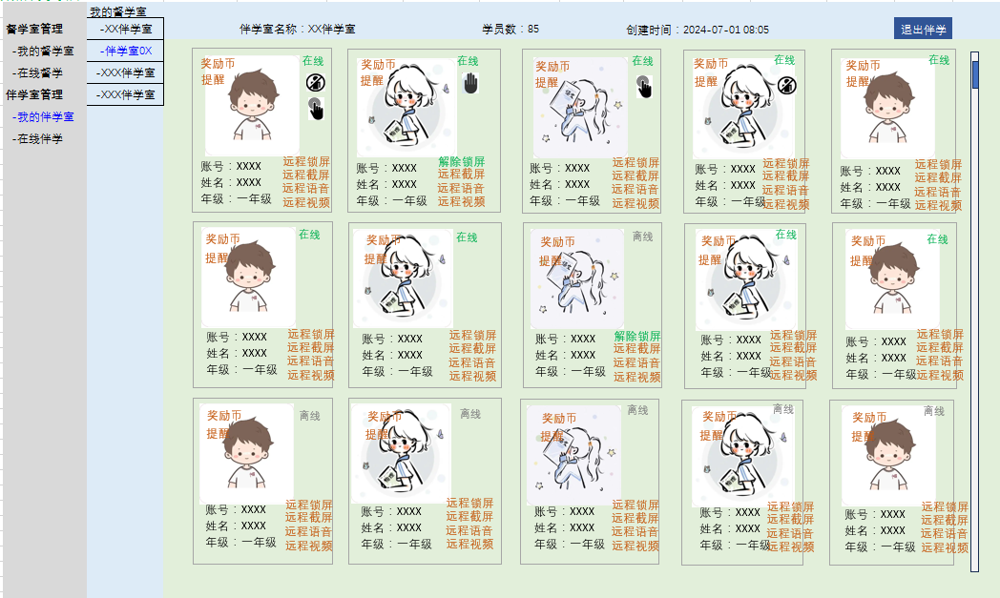 我的督学室
督学室管理
-我的督学室
-在线督学
伴学室管理
-我的伴学室
-在线伴学
-XX伴学室
-伴学室0X
-XXX伴学室
-XXX伴学室
伴学室名称：XX伴学室 学员数：85 创建时间：2024-07-01 08:05 退出伴学
奖励币 在线
提醒
账号：XXXX
姓名：XXXX
年级：一年级
远程锁屏
远程截屏
远程语音
远程视频
奖励币 在线
提醒
账号：XXXX
姓名：XXXX
年级：一年级
解除锁屏
远程截屏
远程语音
远程视频
奖励币 在线
提醒
账号：XXXX
姓名：XXXX
年级：一年级
远程锁屏
远程截屏
远程语音
远程视频
奖励币 在线
提醒
账号：XXXX
姓名：XXXX
年级：一年级
远程锁屏
远程截屏
远程语音
远程视频
奖励币 在线
提醒
账号：XXXX
姓名：XXXX
年级：一年级
远程锁屏
远程截屏
远程语音
远程视频
奖励币 在线
提醒
账号：XXXX
姓名：XXXX
年级：一年级
远程锁屏
远程截屏
远程语音
远程视频
奖励币 在线
提醒
账号：XXXX
姓名：XXXX
年级：一年级
远程锁屏
远程截屏
远程语音
远程视频
奖励币 离线
提醒
账号：XXXX
姓名：XXXX
年级：一年级
解除锁屏
远程截屏
远程语音
远程视频
奖励币 在线
提醒
账号：XXXX
姓名：XXXX
年级：一年级
远程锁屏
远程截屏
远程语音
远程视频
奖励币 在线
提醒
账号：XXXX
姓名：XXXX
年级：一年级
远程锁屏
远程截屏
远程语音
远程视频
奖励币 离线
提醒
账号：XXXX
姓名：XXXX
年级：一年级
远程锁屏
远程截屏
远程语音
远程视频
奖励币 离线
提醒
账号：XXXX
姓名：XXXX
年级：一年级
远程锁屏
远程截屏
远程语音
远程视频
奖励币 离线
提醒
账号：XXXX
姓名：XXXX
年级：一年级
远程锁屏
远程截屏
远程语音
远程视频
奖励币 离线
提醒
账号：XXXX
姓名：XXXX
年级：一年级
远程锁屏
远程截屏
远程语音
远程视频
奖励币 离线
提醒
账号：XXXX
姓名：XXXX
年级：一年级
远程锁屏
远程截屏
远程语音
远程视频